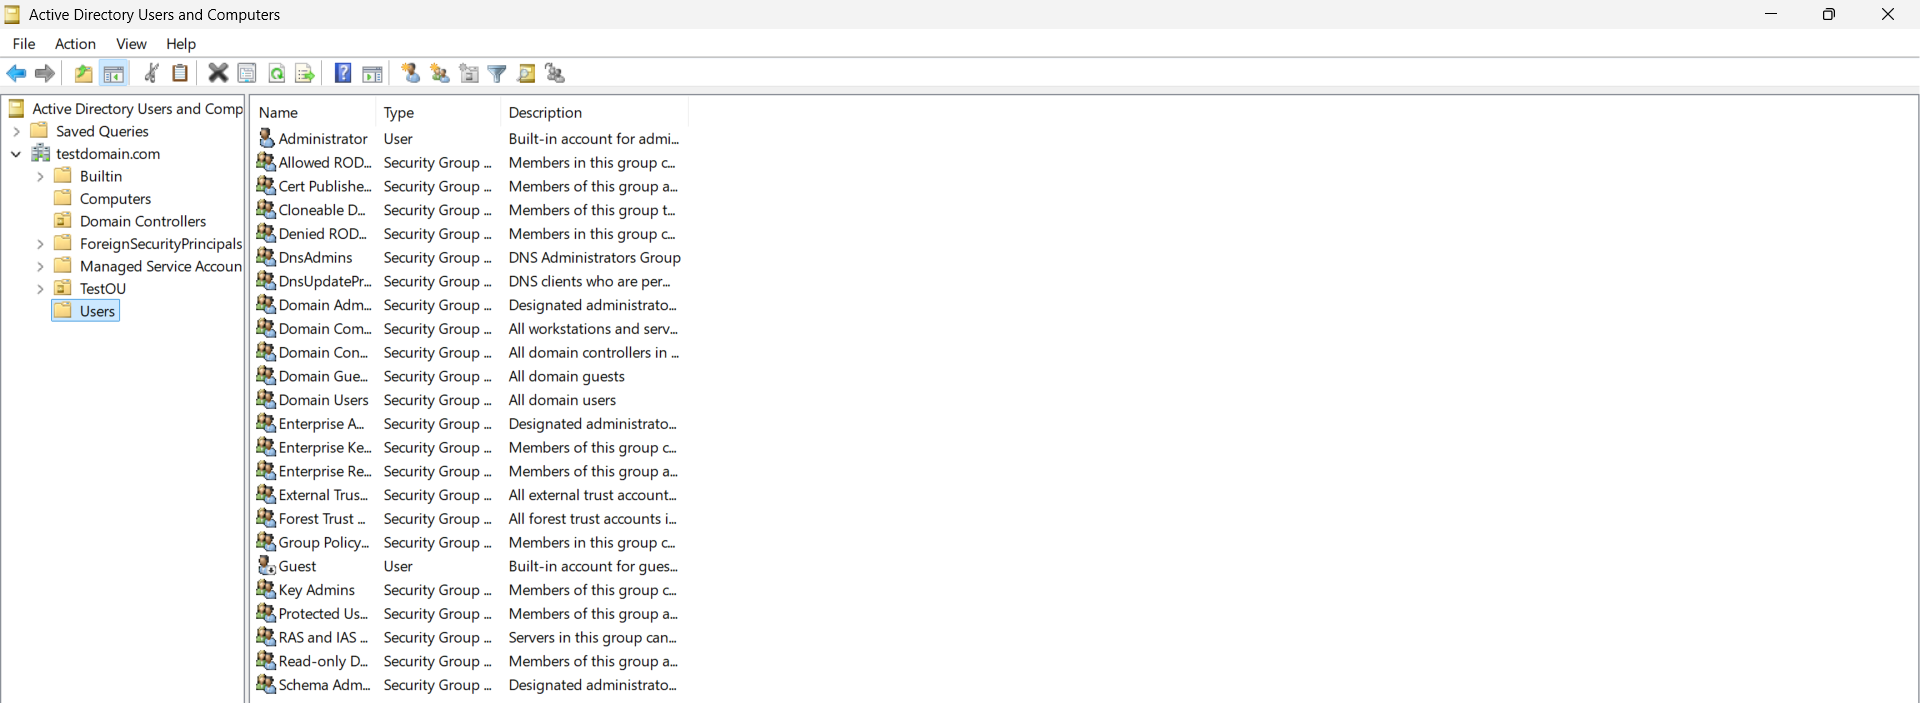 Active Directory Users and Computers
File Action View Help
Active Directory Users and Comp
Saved Queries
testdomain.com
Builtin
Computers
Domain Controllers
ForeignSecurityPrincipals
Managed Service Accoun
TestOU
Users
Name Type Description
Administrator User Built-in account for admi...
Allowed ROD... Security Group ... Members in this group c...
Cert Publishe... Security Group ... Members of this group a...
Cloneable D... Security Group ... Members of this group t...
Denied ROD... Security Group ... Members in this group c...
DnsAdmins Security Group ... DNS Administrators Group
DnsUpdatePr... Security Group ... DNS clients who are per...
Domain Adm... Security Group ... Designated administrato...
Domain Com... Security Group ... All workstations and serv...
Domain Con... Security Group ... All domain controllers in ...
Domain Gue... Security Group ... All domain guests
Domain Users Security Group ... All domain users
Enterprise A... Security Group ... Designated administrato...
Enterprise Ke... Security Group ... Members of this group c...
Enterprise Re... Security Group ... Members of this group a...
External Trus... Security Group ... All external trust account...
Forest Trust ... Security Group ... All forest trust accounts i...
Group Policy... Security Group ... Members in this group c...
Guest User Built-in account for gues...
Key Admins Security Group ... Members of this group c...
Protected Us... Security Group ... Members of this group a...
RAS and IAS ... Security Group ... Servers in this group can...
Read-only D... Security Group ... Members of this group a...
Schema Adm... Security Group ... Designated administrato...